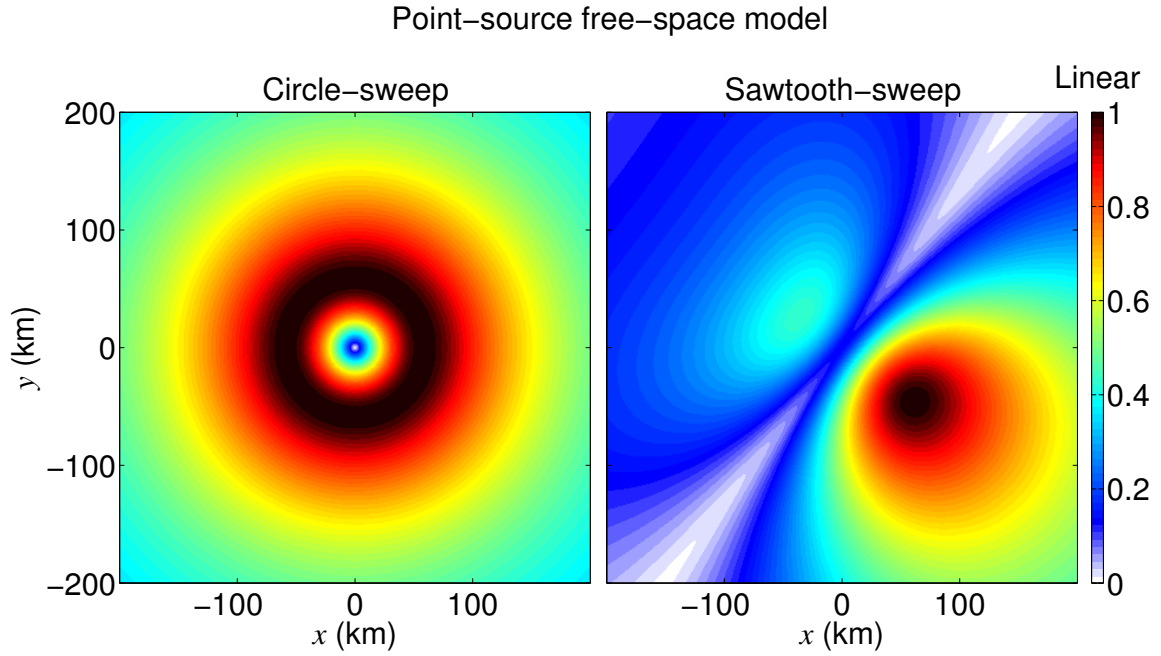 Point−source free−space model
Circle−sweep
Sawtooth−sweep
Linear
200
100
0
−100
−200
y (km)
−100
0
100
x (km)
−100
0
100
x (km)
1
0.8
0.6
0.4
0.2
0